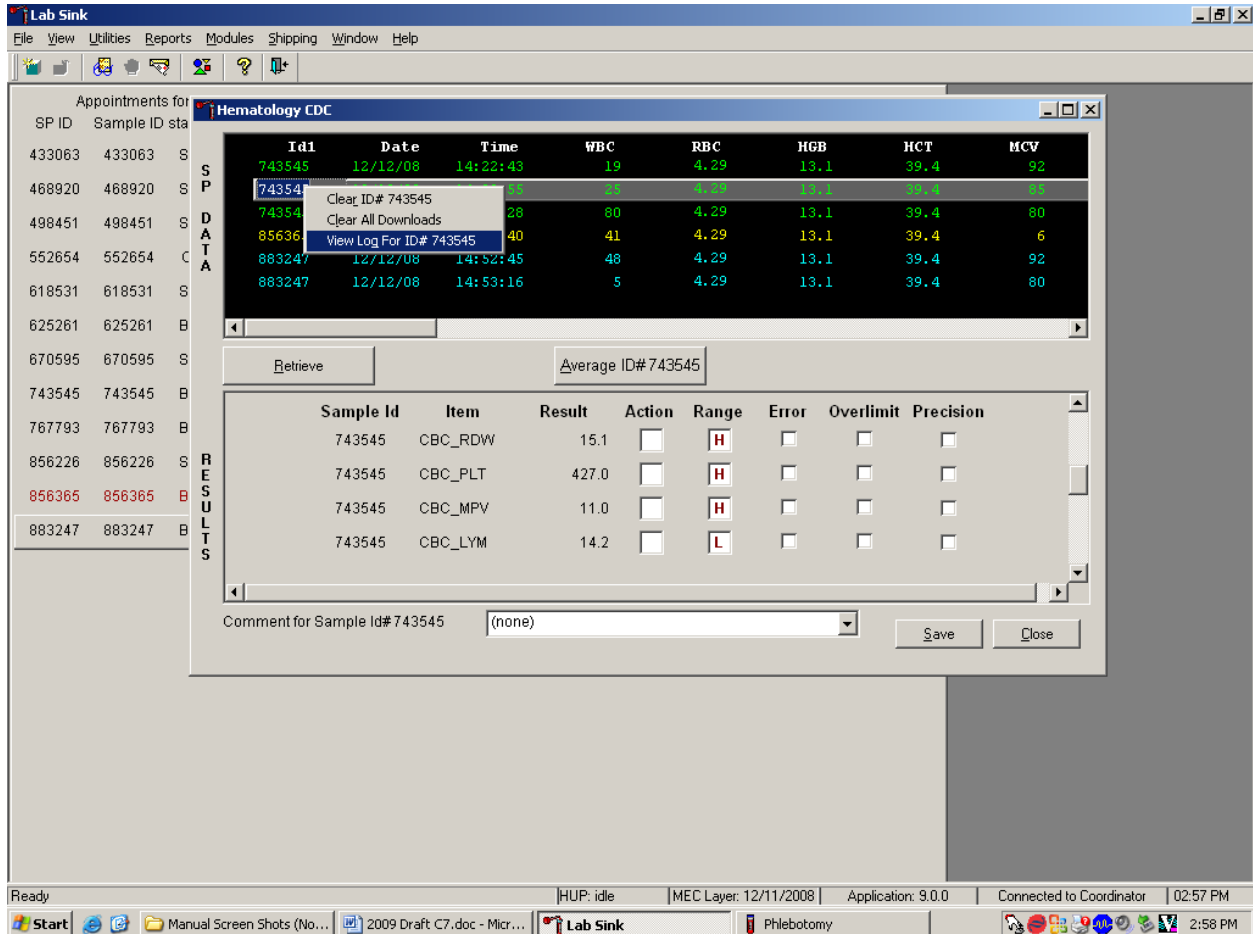 Lab Sink
File View Utilities Reports Modules Shipping Window Help
Appointments for
SP ID Sample ID sta
433063 433063 S
468920 468920 S
498451 498451 S
552654 552654 C
618531 618531 S
625261 625261 B
670595 670595 S
743545 743545 B
767793 767793 B
856226 856226 S
856365 856365 B
883247 883247 B
Hematology CDC
SP DATA
Id1 Date Time WBC RBC HGB HCT MCV
743545 12/12/08 14:22:43 19 4.29 13.1 39.4 92
74354 55 25 4.29 13.1 39.4 85
74354 28 80 4.29 13.1 39.4 80
85636 40 41 4.29 13.1 39.4 6
883247 12/12/08 14:52:45 48 4.29 13.1 39.4 92
883247 12/12/08 14:53:16 5 4.29 13.1 39.4 80
Clear ID# 743545
Clear All Downloads
View Log For ID# 743545
Retrieve Average ID# 743545
RESULTS
Sample Id Item Result Action Range Error Overlimit Precision
743545 CBC_RDW 15.1 H
743545 CBC_PLT 427.0 H
743545 CBC_MPV 11.0 H
743545 CBC_LYM 14.2 L
Comment for Sample Id# 743545 (none)
Save Close
Ready HUP: idle MEC Layer: 12/11/2008 Application: 9.0.0 Connected to Coordinator 02:57 PM
Start Manual Screen Shots (No... 2009 Draft C7.doc - Micr... Lab Sink Phlebotomy 2:58 PM